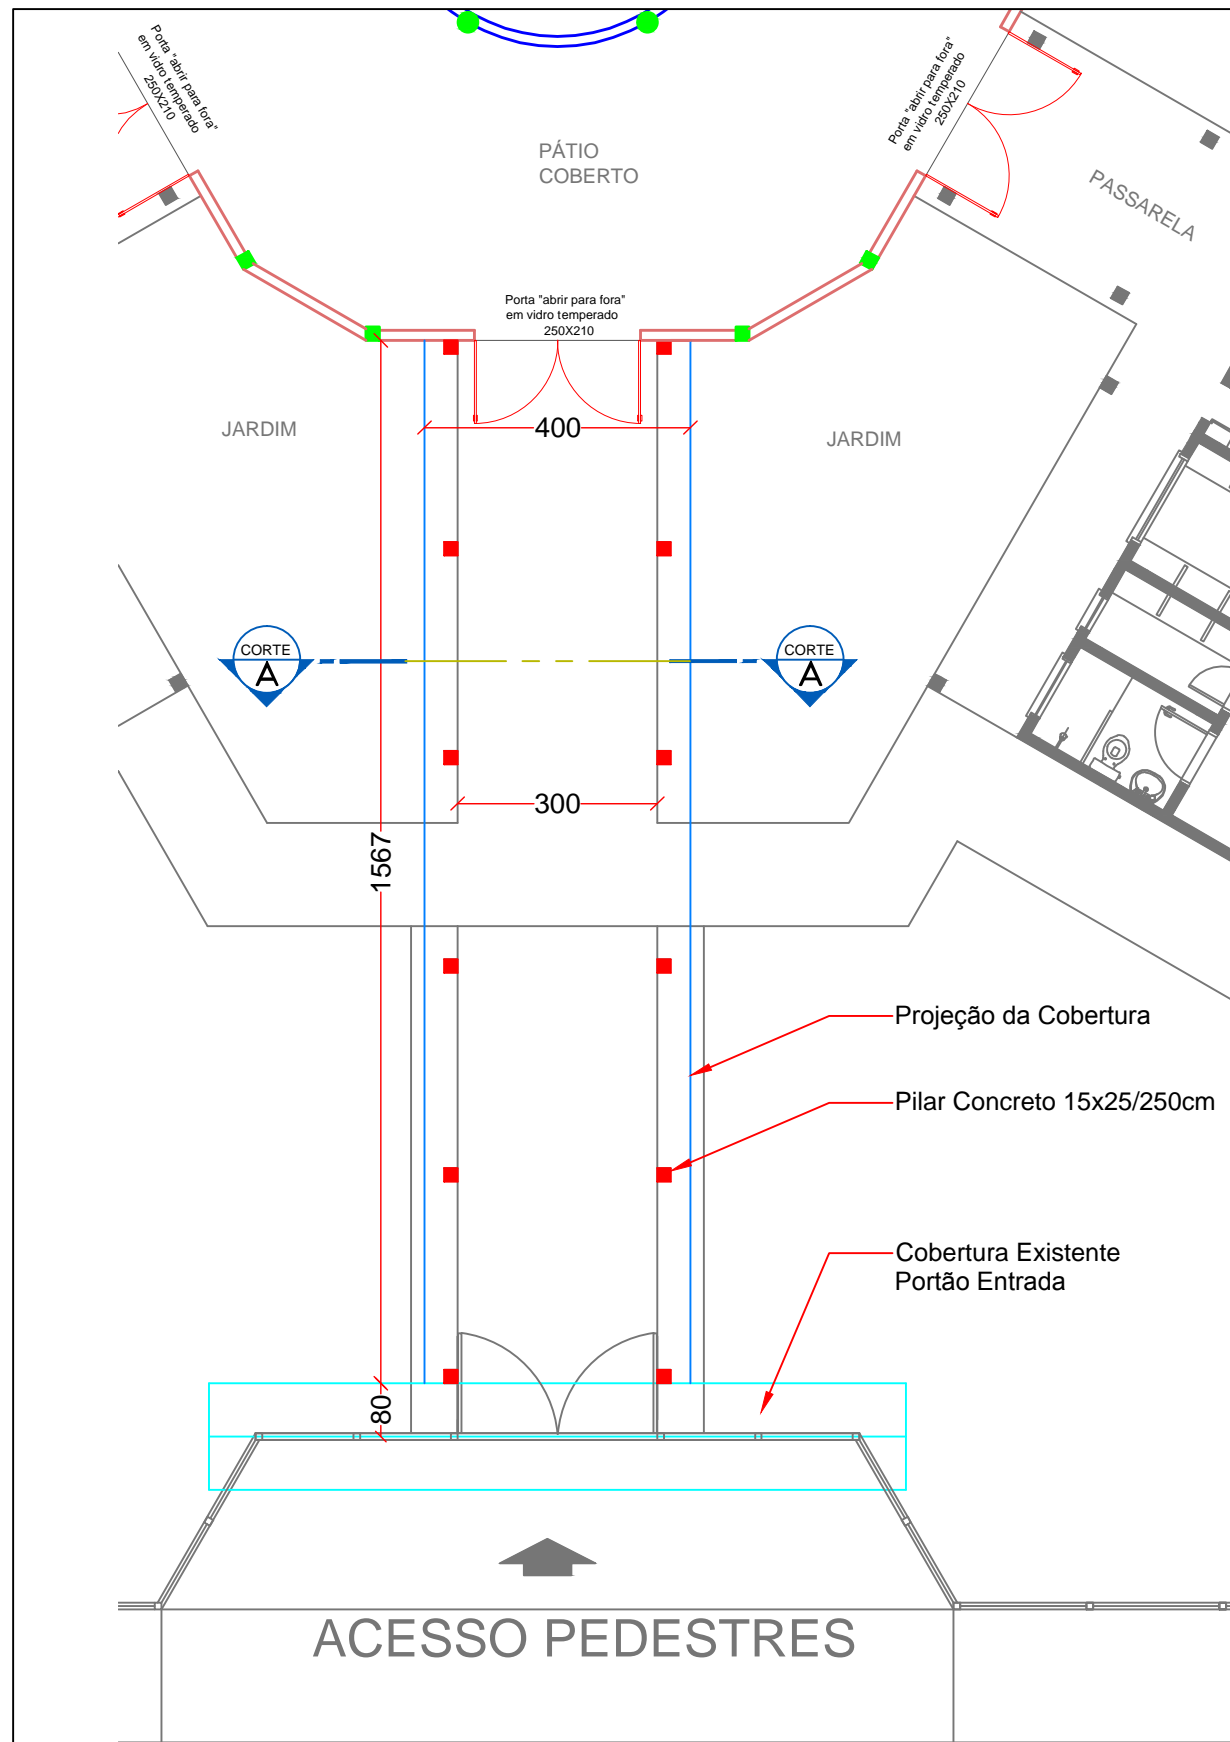 Porta "abrir para fora"
em vidro temperado
250X210
Porta "abrir para fora"
em vidro temperado
250X210
PÁTIO
COBERTO
PASSARELA
Porta "abrir para fora"
em vidro temperado
250X210
JARDIM
400
JARDIM
CORTE
A
CORTE
A
300
1567
Projeção da Cobertura
Pilar Concreto 15x25/250cm
Cobertura Existente
Portão Entrada
80
ACESSO PEDESTRES